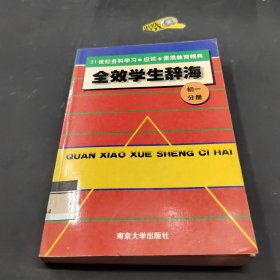 21世纪各科学习●应试●素质教育辞典
全效学生辞海
初一
分册
QUAN XIAO XUE SHENG CI HAI
南京大学出版社